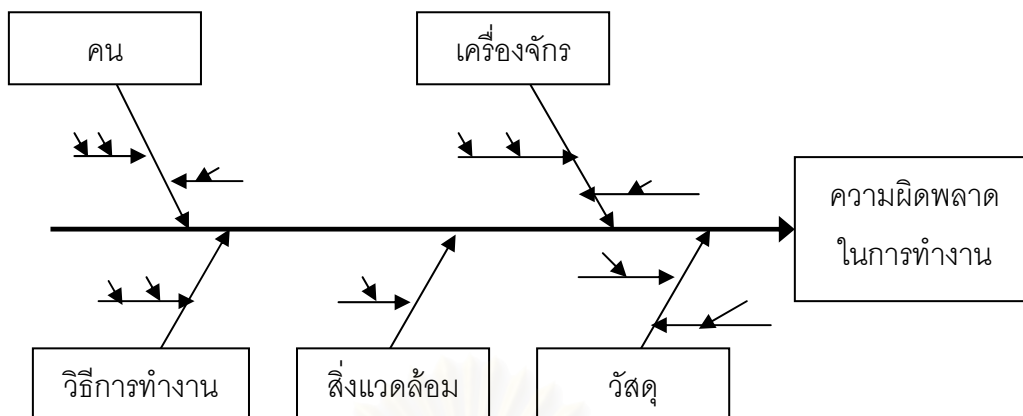 คน
เครื่องจักร
ความผิดพลาด
ในการทำงาน
วิธีการทำงาน
สิ่งแวดล้อม
วัสดุ